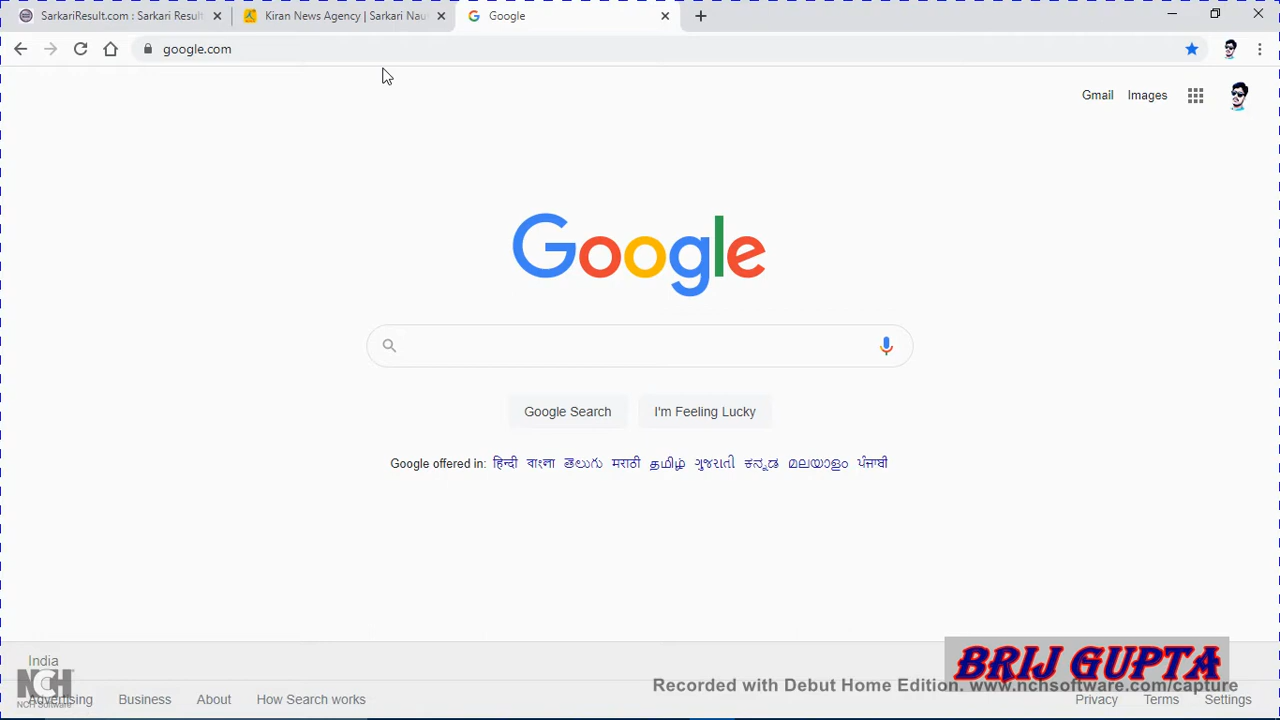 SarkariResult.com : Sarkari Result
Kiran News Agency | Sarkari Nau
Google
google.com
Gmail
Images
Google
Google Search
I'm Feeling Lucky
Google offered in: हिन्दी বাংলা తెలుగు मराठी தமிழ் ગુજરાતી ಕನ್ನಡ മലയാളം ਪੰਜਾਬੀ
India
BRIJ GUPTA
NCH
NCH Software
Recorded with Debut Home Edition. www.nchsoftware.com/capture
Advertising
Business
About
How Search works
Privacy
Terms
Settings